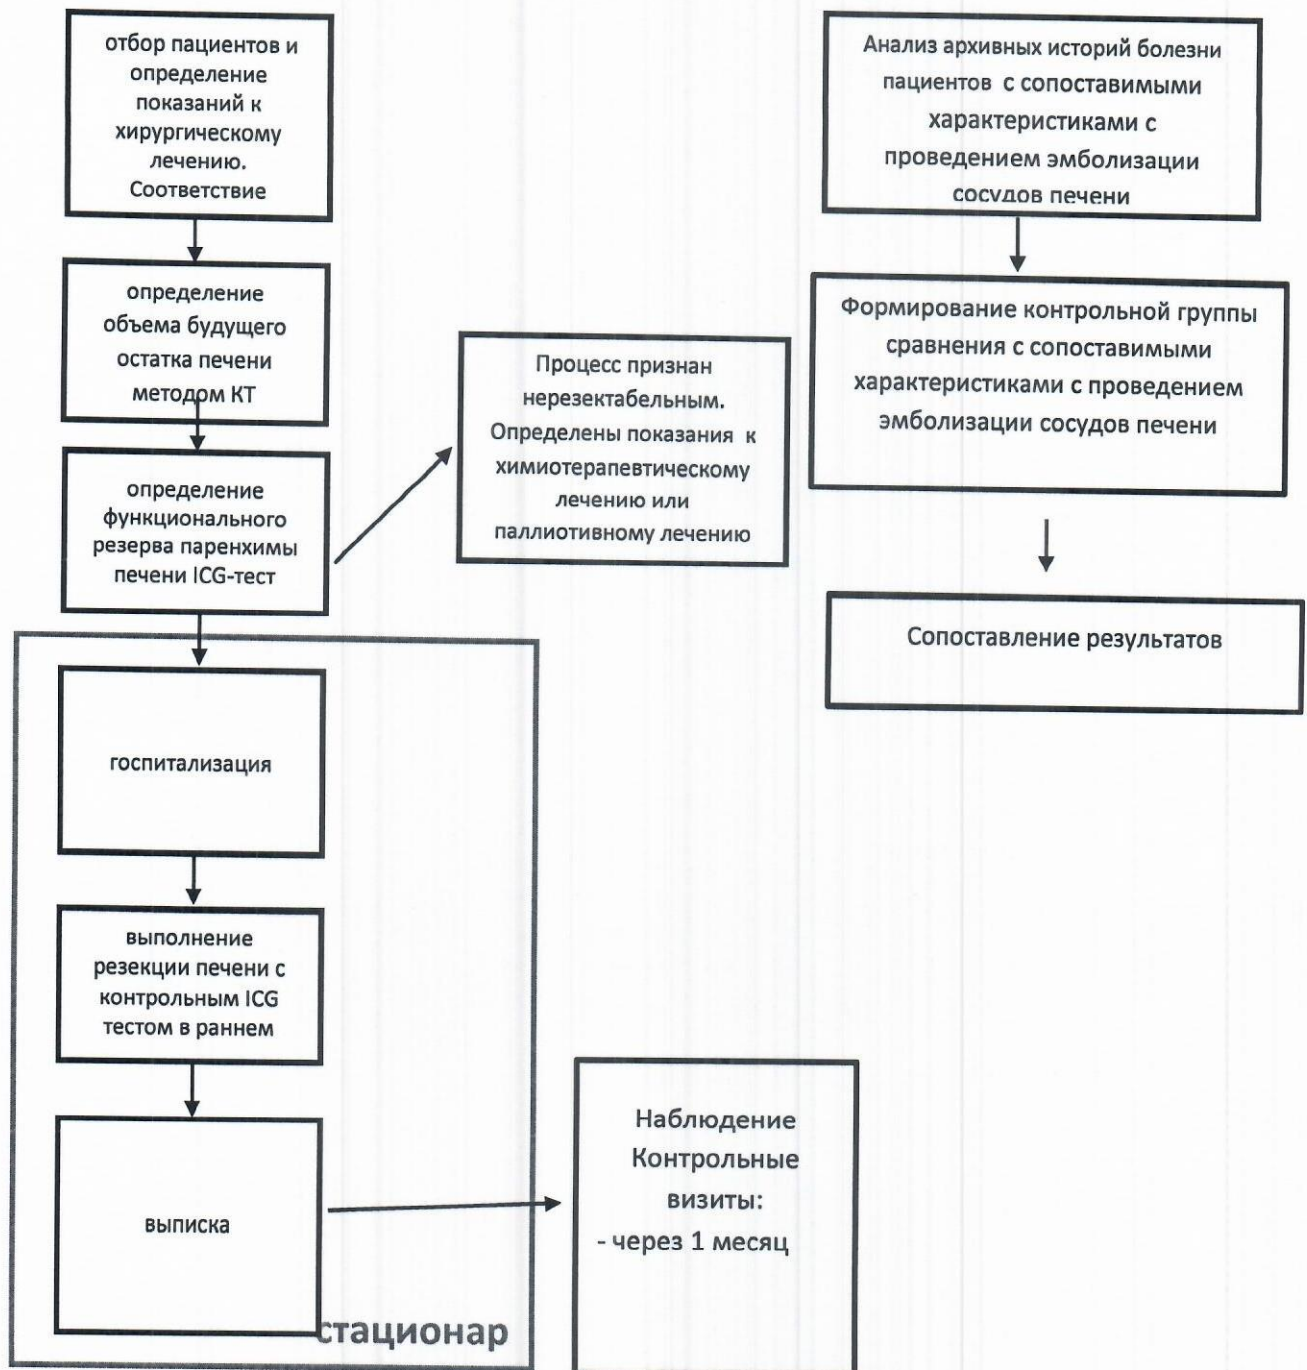 отбор пациентов и
определение
показаний к
хирургическому
лечению.
Соответствие
определение
объема будущего
остатка печени
методом КТ
определение
функционального
резерва паренхимы
печени ICG-тест
Процесс признан
нерезектабельным.
Определены показания к
химиотерапевтическому
лечению или
паллиотивному лечению
госпитализация
выполнение
резекции печени с
контрольным ICG
тестом в раннем
выписка
стационар
Наблюдение
Контрольные
визиты:
- через 1 месяц
Анализ архивных историй болезни
пациентов с сопоставимыми
характеристиками с
проведением эмболизации
сосудов печени
Формирование контрольной группы
сравнения с сопоставимыми
характеристиками с проведением
эмболизации сосудов печени
Сопоставление результатов